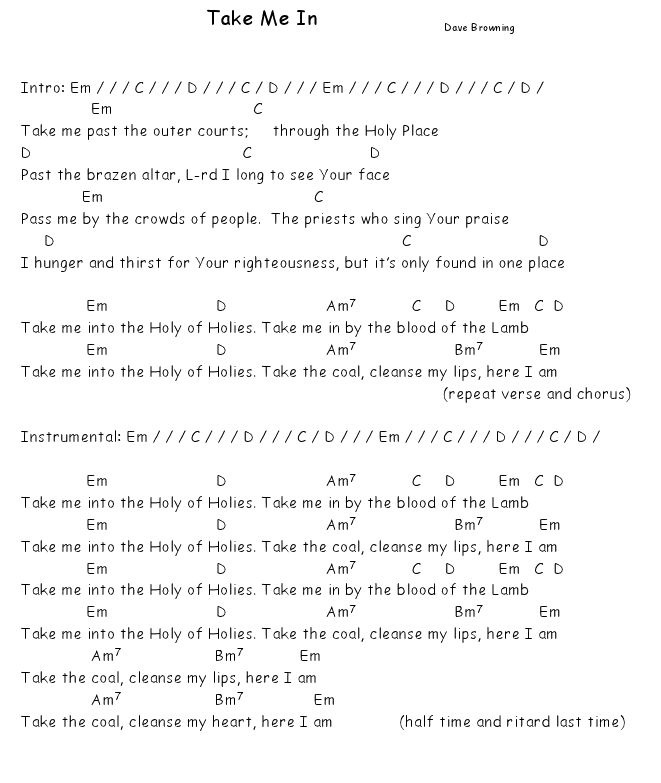 Take Me In
Dave Browning
Intro: Em / / / C / / / D / / / C / D / / / Em / / / C / / / D / / / C / D /
Em C
Take me past the outer courts; through the Holy Place
D C D
Past the brazen altar, L-rd I long to see Your face
Em C
Pass me by the crowds of people. The priests who sing Your praise
D C D
I hunger and thirst for Your righteousness, but it's only found in one place
Em D Am7 C D Em C D
Take me into the Holy of Holies. Take me in by the blood of the Lamb
Em D Am7 Bm7 Em
Take me into the Holy of Holies. Take the coal, cleanse my lips, here I am
(repeat verse and chorus)
Instrumental: Em / / / C / / / D / / / C / D / / / Em / / / C / / / D / / / C / D /
Em D Am7 C D Em C D
Take me into the Holy of Holies. Take me in by the blood of the Lamb
Em D Am7 Bm7 Em
Take me into the Holy of Holies. Take the coal, cleanse my lips, here I am
Em D Am7 C D Em C D
Take me into the Holy of Holies. Take me in by the blood of the Lamb
Em D Am7 Bm7 Em
Take me into the Holy of Holies. Take the coal, cleanse my lips, here I am
Am7 Bm7 Em
Take the coal, cleanse my lips, here I am
Am7 Bm7 Em
Take the coal, cleanse my heart, here I am (half time and ritard last time)